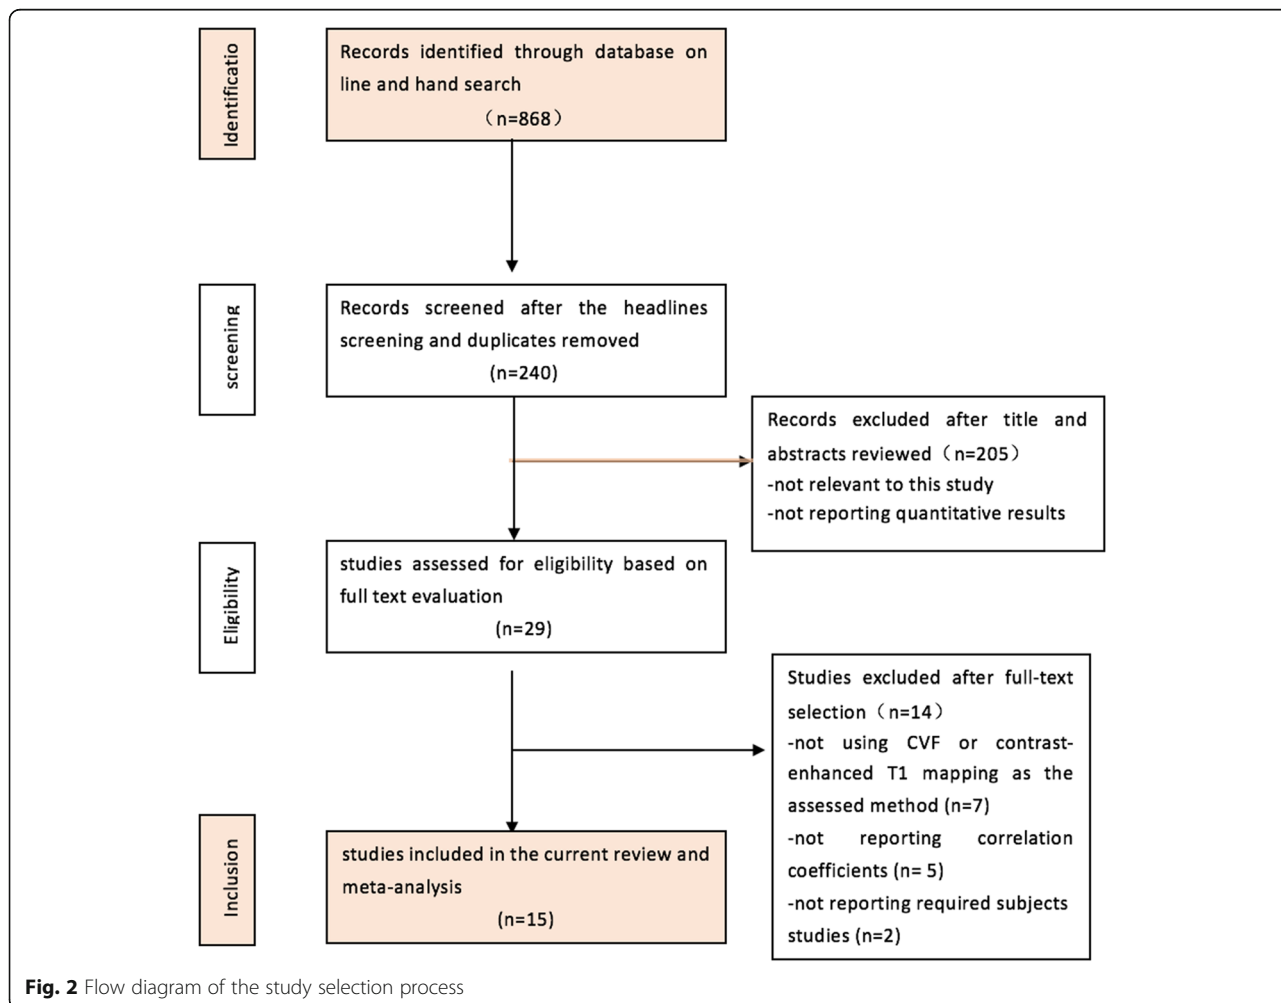 Identificatio
Records identified through database on
line and hand search
（n=868）
screening
Records screened after the headlines
screening and duplicates removed
(n=240)
Records excluded after title and
abstracts reviewed（n=205）
-not relevant to this study
-not reporting quantitative results
Eligibility
studies assessed for eligibility based on
full text evaluation
(n=29)
Studies excluded after full-text
selection（n=14）
-not using CVF or contrast-
enhanced T1 mapping as the
assessed method (n=7)
-not reporting correlation
coefficients (n= 5)
-not reporting required subjects
studies (n=2)
Inclusion
studies included in the current review and
meta-analysis
(n=15)
Fig. 2 Flow diagram of the study selection process